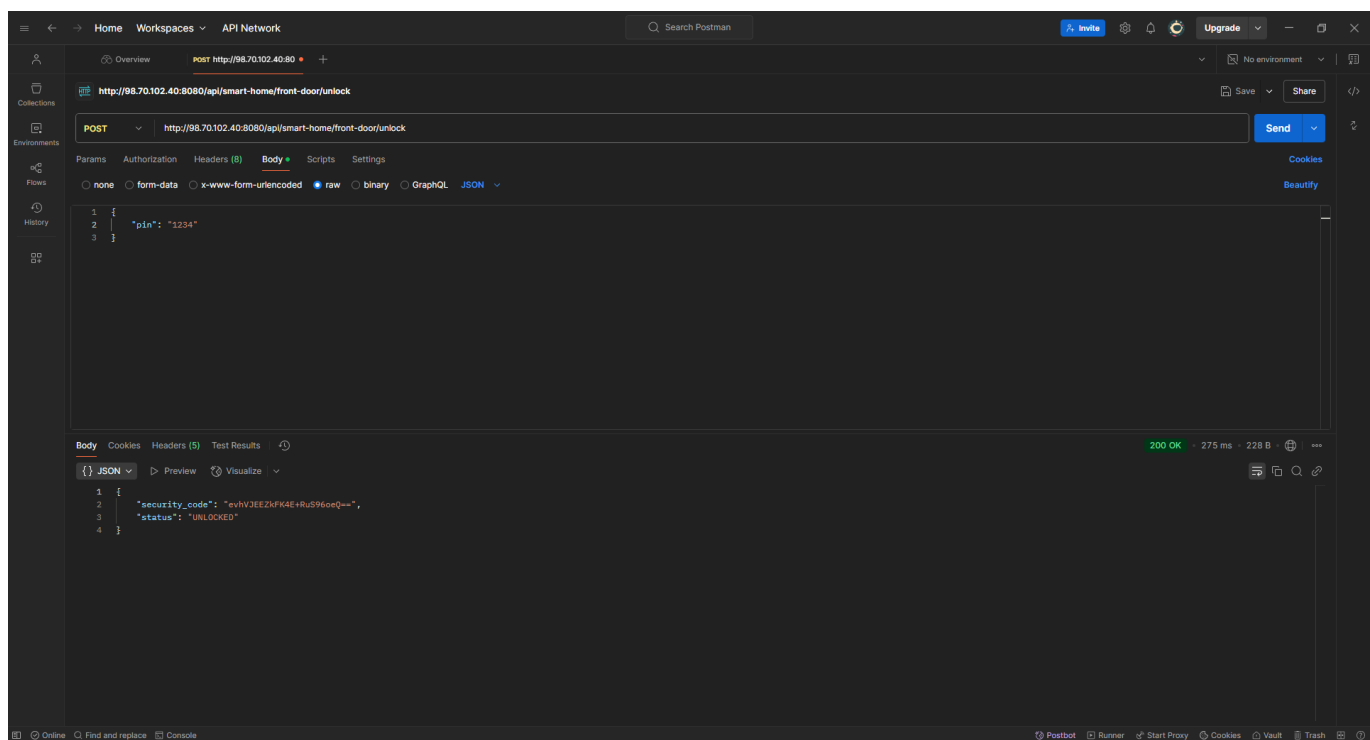 Home Workspaces API Network Search Postman Invite Upgrade
Overview POST http://98.70.102.40:80 No environment
http://98.70.102.40:8080/api/smart-home/front-door/unlock Save Share
Collections
POST http://98.70.102.40:8080/api/smart-home/front-door/unlock Send
Environments
Params Authorization Headers (8) Body Scripts Settings Cookies
Flows
none form-data x-www-form-urlencoded raw binary GraphQL JSON Beautify
History
1 {
2 "pin": "1234"
3 }
Body Cookies Headers (5) Test Results 200 OK 275 ms 228 B
{} JSON Preview Visualize
1 {
2 "security_code": "evhVJEEZkFK4E+RuS96oeQ==",
3 "status": "UNLOCKED"
4 }
Online Find and replace Console Postbot Runner Start Proxy Cookies Vault Trash